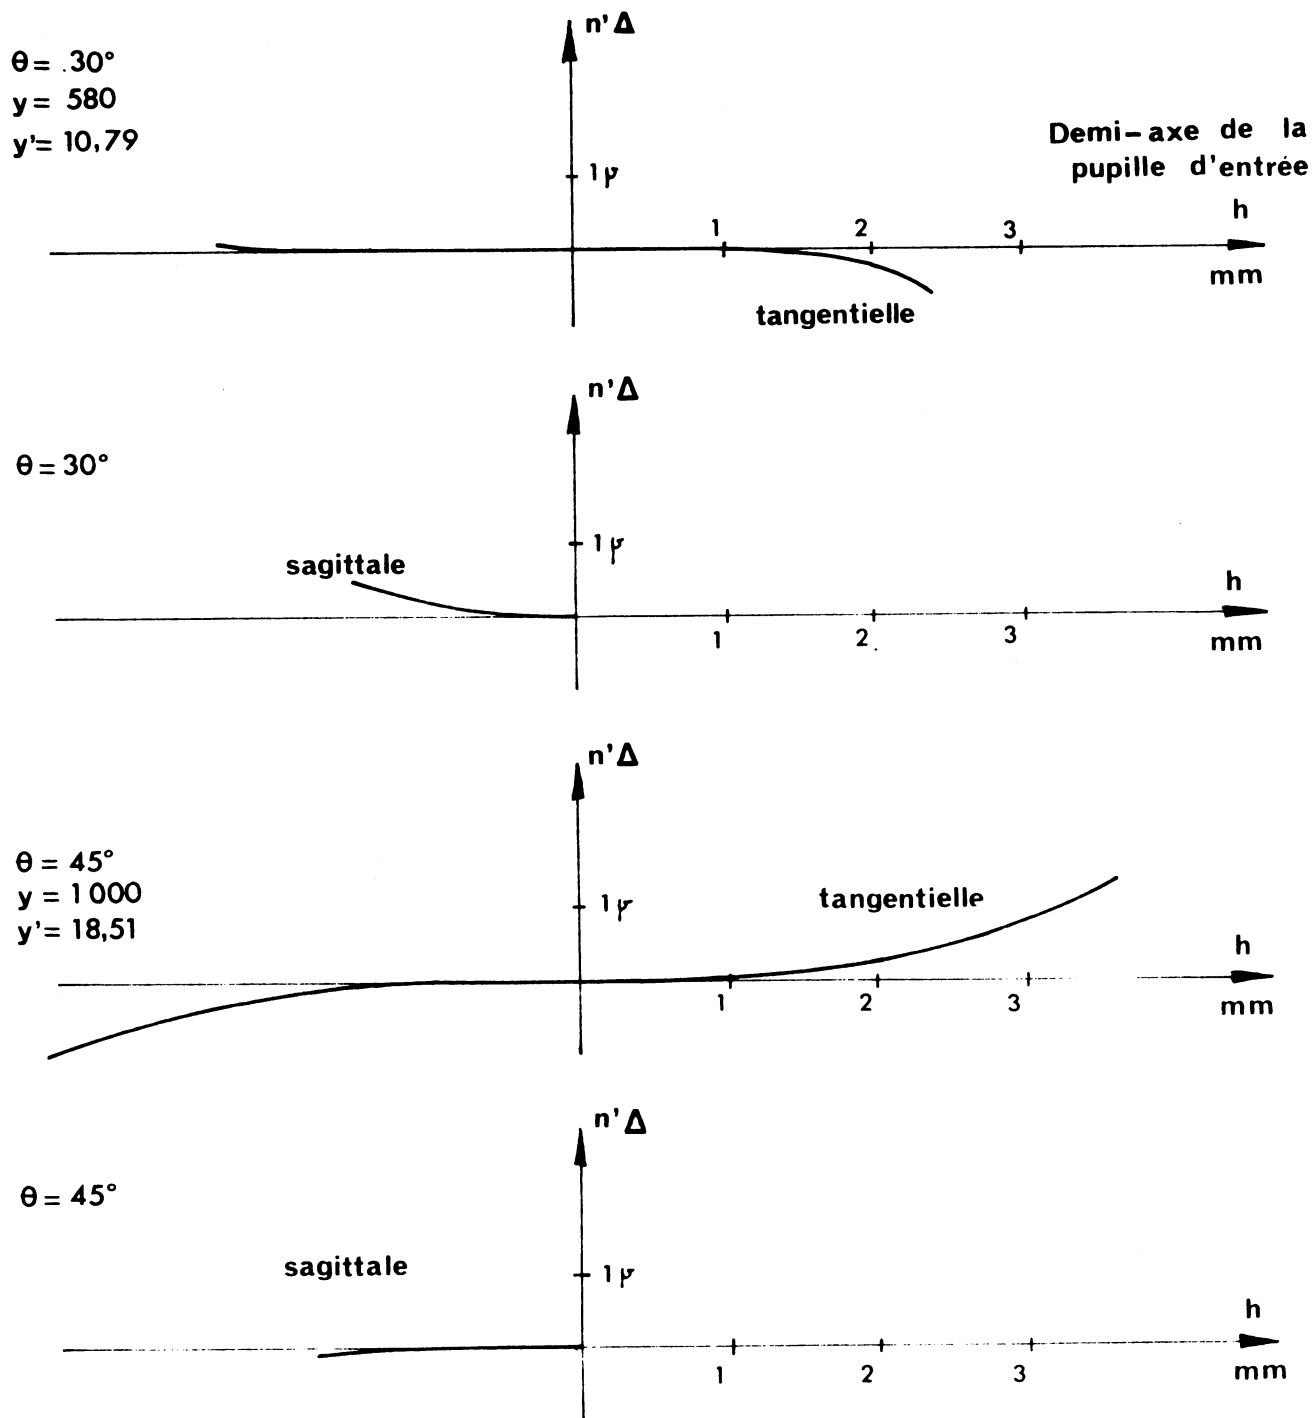 n'Δ
θ = 30°
y = 580
y' = 10,79
Demi-axe de la
pupille d'entrée
1µ
1 2 3 h
mm
tangentielle
n'Δ
θ = 30°
1µ
sagittale
h
1 2 3 mm
n'Δ
θ = 45°
y = 1000
y' = 18,51
tangentielle
1µ
h
1 2 3 mm
n'Δ
θ = 45°
sagittale
1µ
h
1 2 3 mm